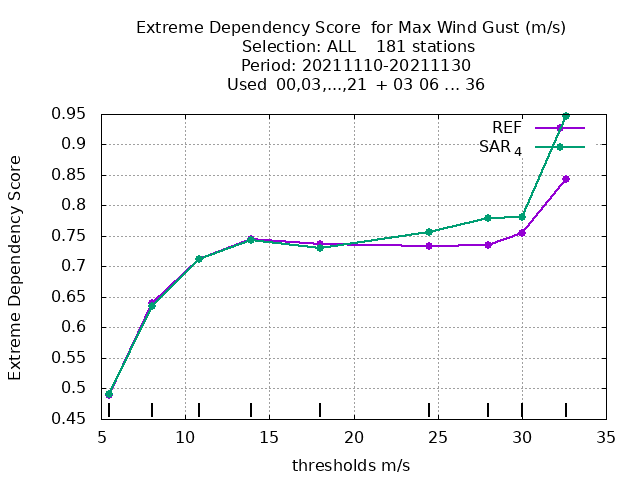 Extreme Dependency Score  for Max Wind Gust (m/s)
Selection: ALL    181 stations
Period: 20211110-20211130
Used  00,03,...,21  + 03 06 ... 36
REF
SAR 4
Extreme Dependency Score
0.95
0.9
0.85
0.8
0.75
0.7
0.65
0.6
0.55
0.5
0.45
5 10 15 20 25 30 35
thresholds m/s